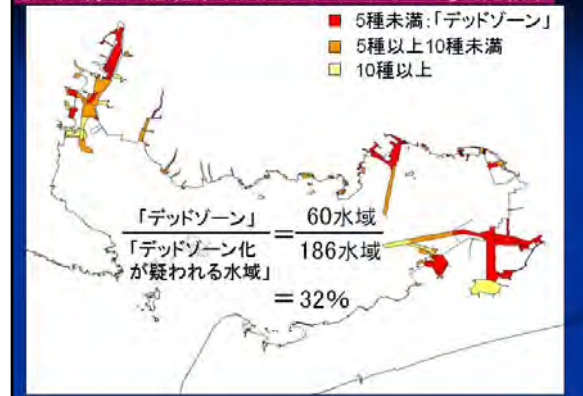 5種未満:「デッドゾーン」
5種以上10種未満
10種以上
「デッドゾーン」
「デッドゾーン化
が疑われる水域」
=
60水域
186水域
=32%